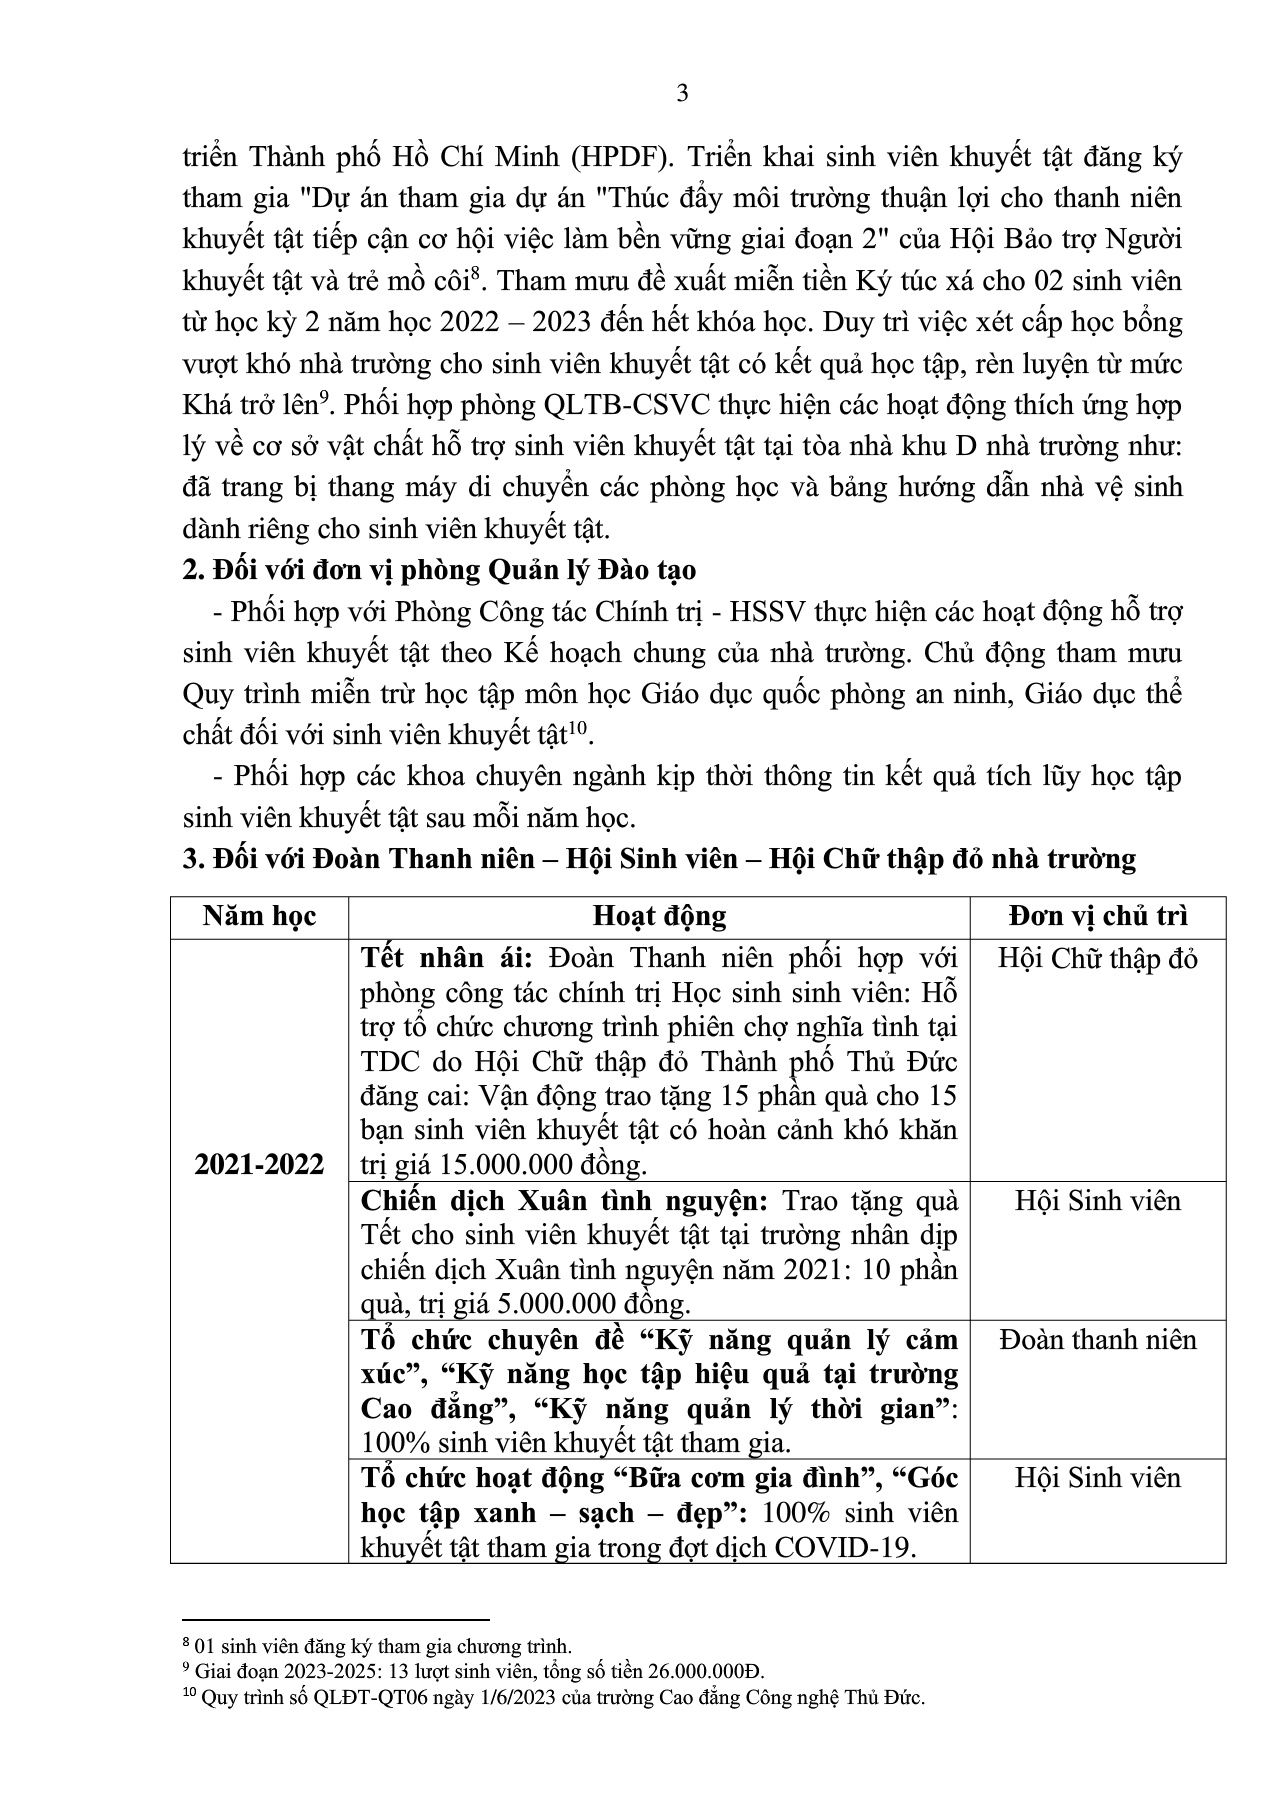 3
triển Thành phố Hồ Chí Minh (HPDF). Triển khai sinh viên khuyết tật đăng ký
tham gia "Dự án tham gia dự án "Thúc đẩy môi trường thuận lợi cho thanh niên
khuyết tật tiếp cận cơ hội việc làm bền vững giai đoạn 2" của Hội Bảo trợ Người
khuyết tật và trẻ mồ côi⁸. Tham mưu đề xuất miễn tiền Ký túc xá cho 02 sinh viên
từ học kỳ 2 năm học 2022 – 2023 đến hết khóa học. Duy trì việc xét cấp học bổng
vượt khó nhà trường cho sinh viên khuyết tật có kết quả học tập, rèn luyện từ mức
Khá trở lên⁹. Phối hợp phòng QLTB-CSVC thực hiện các hoạt động thích ứng hợp
lý về cơ sở vật chất hỗ trợ sinh viên khuyết tật tại tòa nhà khu D nhà trường như:
đã trang bị thang máy di chuyển các phòng học và bảng hướng dẫn nhà vệ sinh
dành riêng cho sinh viên khuyết tật.
2. Đối với đơn vị phòng Quản lý Đào tạo
- Phối hợp với Phòng Công tác Chính trị - HSSV thực hiện các hoạt động hỗ trợ
sinh viên khuyết tật theo Kế hoạch chung của nhà trường. Chủ động tham mưu
Quy trình miễn trừ học tập môn học Giáo dục quốc phòng an ninh, Giáo dục thể
chất đối với sinh viên khuyết tật¹⁰.
- Phối hợp các khoa chuyên ngành kịp thời thông tin kết quả tích lũy học tập
sinh viên khuyết tật sau mỗi năm học.
3. Đối với Đoàn Thanh niên – Hội Sinh viên – Hội Chữ thập đỏ nhà trường
Năm học Hoạt động Đơn vị chủ trì
Tết nhân ái: Đoàn Thanh niên phối hợp với Hội Chữ thập đỏ
phòng công tác chính trị Học sinh sinh viên: Hỗ
trợ tổ chức chương trình phiên chợ nghĩa tình tại
TDC do Hội Chữ thập đỏ Thành phố Thủ Đức
đăng cai: Vận động trao tặng 15 phần quà cho 15
bạn sinh viên khuyết tật có hoàn cảnh khó khăn
2021-2022 trị giá 15.000.000 đồng.
Chiến dịch Xuân tình nguyện: Trao tặng quà Hội Sinh viên
Tết cho sinh viên khuyết tật tại trường nhân dịp
chiến dịch Xuân tình nguyện năm 2021: 10 phần
quà, trị giá 5.000.000 đồng.
Tổ chức chuyên đề “Kỹ năng quản lý cảm Đoàn thanh niên
xúc”, “Kỹ năng học tập hiệu quả tại trường
Cao đẳng”, “Kỹ năng quản lý thời gian”:
100% sinh viên khuyết tật tham gia.
Tổ chức hoạt động “Bữa cơm gia đình”, “Góc Hội Sinh viên
học tập xanh – sạch – đẹp”: 100% sinh viên
khuyết tật tham gia trong đợt dịch COVID-19.
⁸ 01 sinh viên đăng ký tham gia chương trình.
⁹ Giai đoạn 2023-2025: 13 lượt sinh viên, tổng số tiền 26.000.000Đ.
¹⁰ Quy trình số QLĐT-QT06 ngày 1/6/2023 của trường Cao đẳng Công nghệ Thủ Đức.